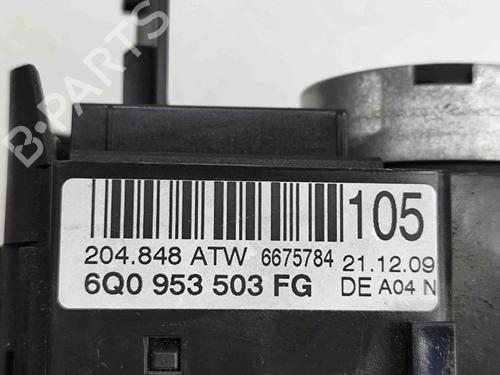 B-PARTS
105
204.848 ATW 6675784 21.12.09
6Q0 953 503 FG DE A04 N